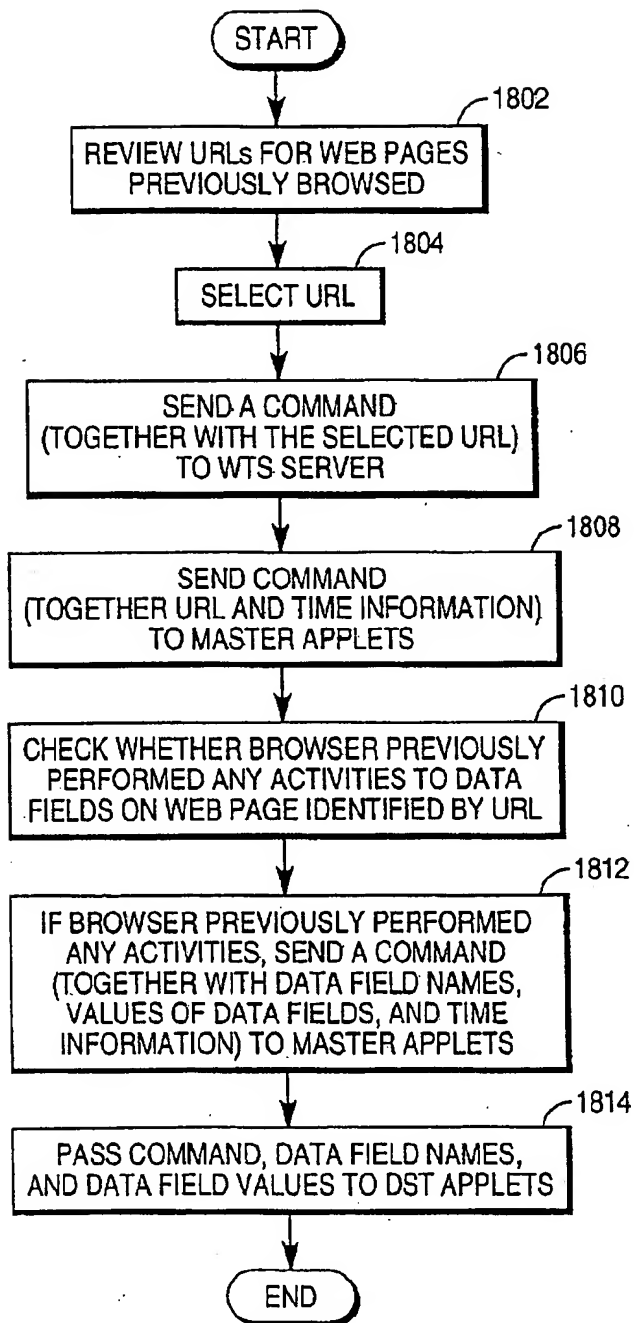 START
1802
REVIEW URLs FOR WEB PAGES
PREVIOUSLY BROWSED
1804
SELECT URL
1806
SEND A COMMAND
(TOGETHER WITH THE SELECTED URL)
TO WTS SERVER
1808
SEND COMMAND
(TOGETHER URL AND TIME INFORMATION)
TO MASTER APPLETS
1810
CHECK WHETHER BROWSER PREVIOUSLY
PERFORMED ANY ACTIVITIES TO DATA
FIELDS ON WEB PAGE IDENTIFIED BY URL
1812
IF BROWSER PREVIOUSLY PERFORMED
ANY ACTIVITIES, SEND A COMMAND
(TOGETHER WITH DATA FIELD NAMES,
VALUES OF DATA FIELDS, AND TIME
INFORMATION) TO MASTER APPLETS
1814
PASS COMMAND, DATA FIELD NAMES,
AND DATA FIELD VALUES TO DST APPLETS
END